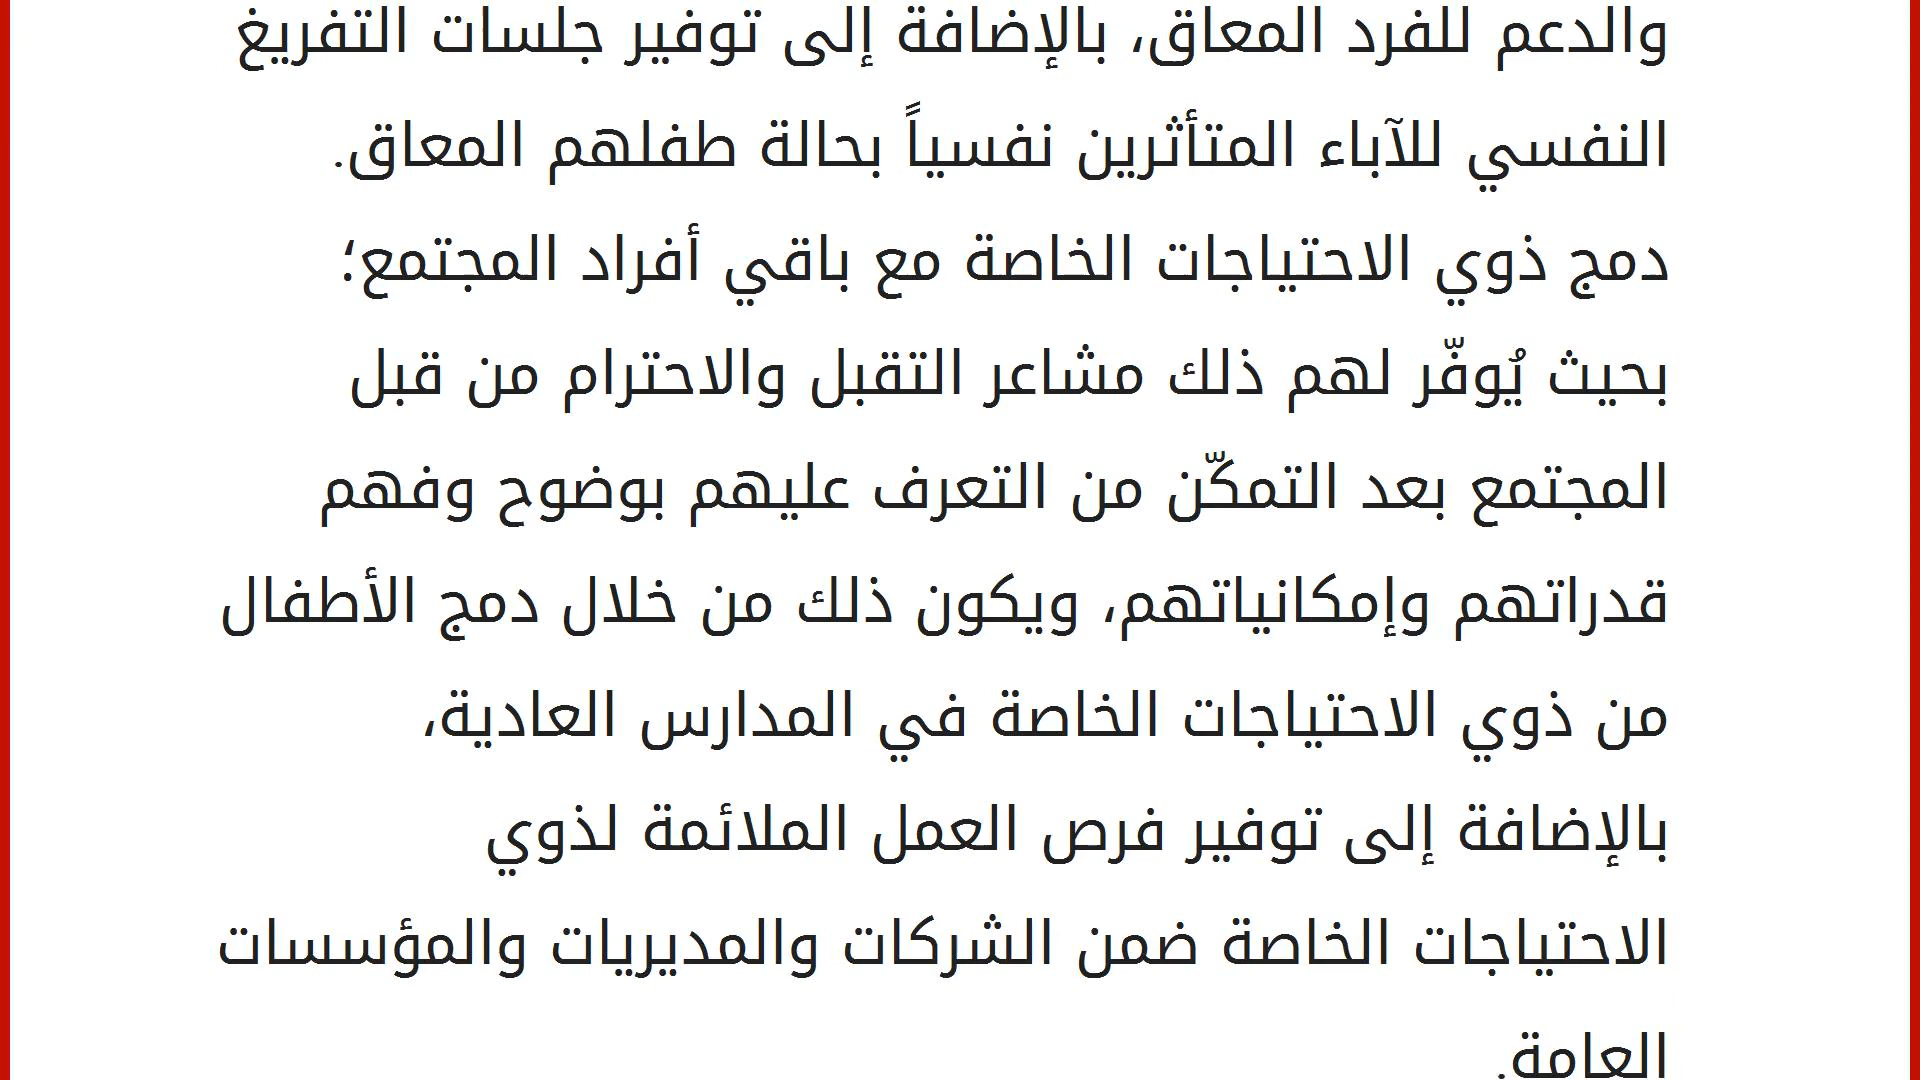 والدعم للفرد المعاق، بالإضافة إلى توفير جلسات التفريغ
النفسي للآباء المتأثرين نفسياً بحالة طفلهم المعاق.
دمج ذوي الاحتياجات الخاصة مع باقي أفراد المجتمع؛
بحيث يُوفّر لهم ذلك مشاعر التقبل والاحترام من قبل
المجتمع بعد التمكّن من التعرف عليهم بوضوح وفهم
قدراتهم وإمكانياتهم، ويكون ذلك من خلال دمج الأطفال
من ذوي الاحتياجات الخاصة في المدارس العادية،
بالإضافة إلى توفير فرص العمل الملائمة لذوي
الاحتياجات الخاصة ضمن الشركات والمديريات والمؤسسات
العامة.